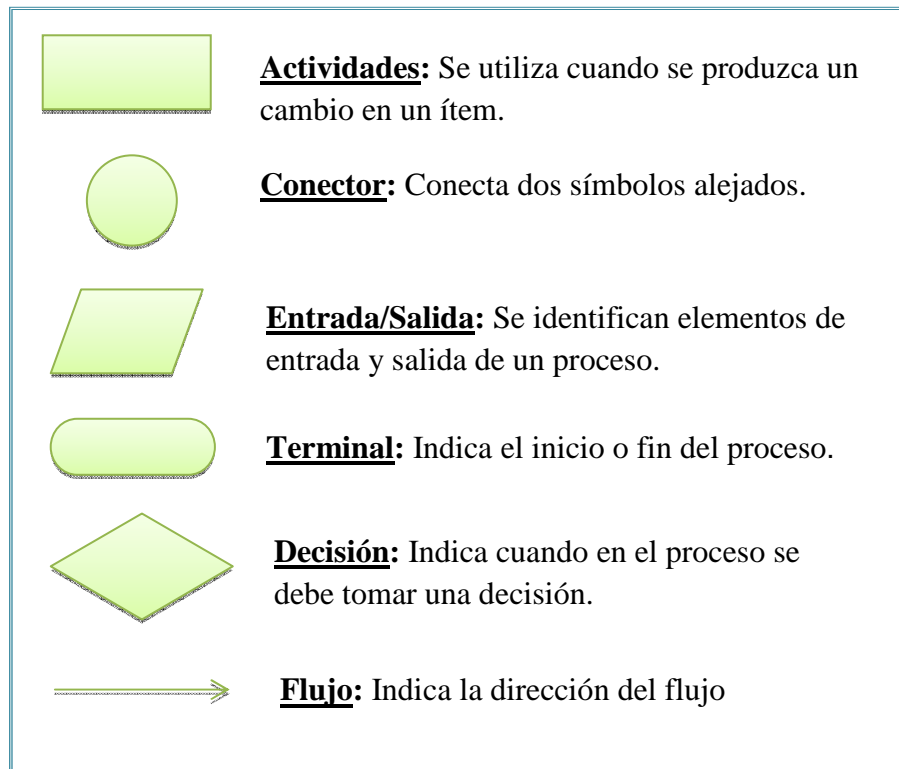 Actividades: Se utiliza cuando se produzca un
cambio en un ítem.
Conector: Conecta dos símbolos alejados.
Entrada/Salida: Se identifican elementos de
entrada y salida de un proceso.
Terminal: Indica el inicio o fin del proceso.
Decisión: Indica cuando en el proceso se
debe tomar una decisión.
Flujo: Indica la dirección del flujo